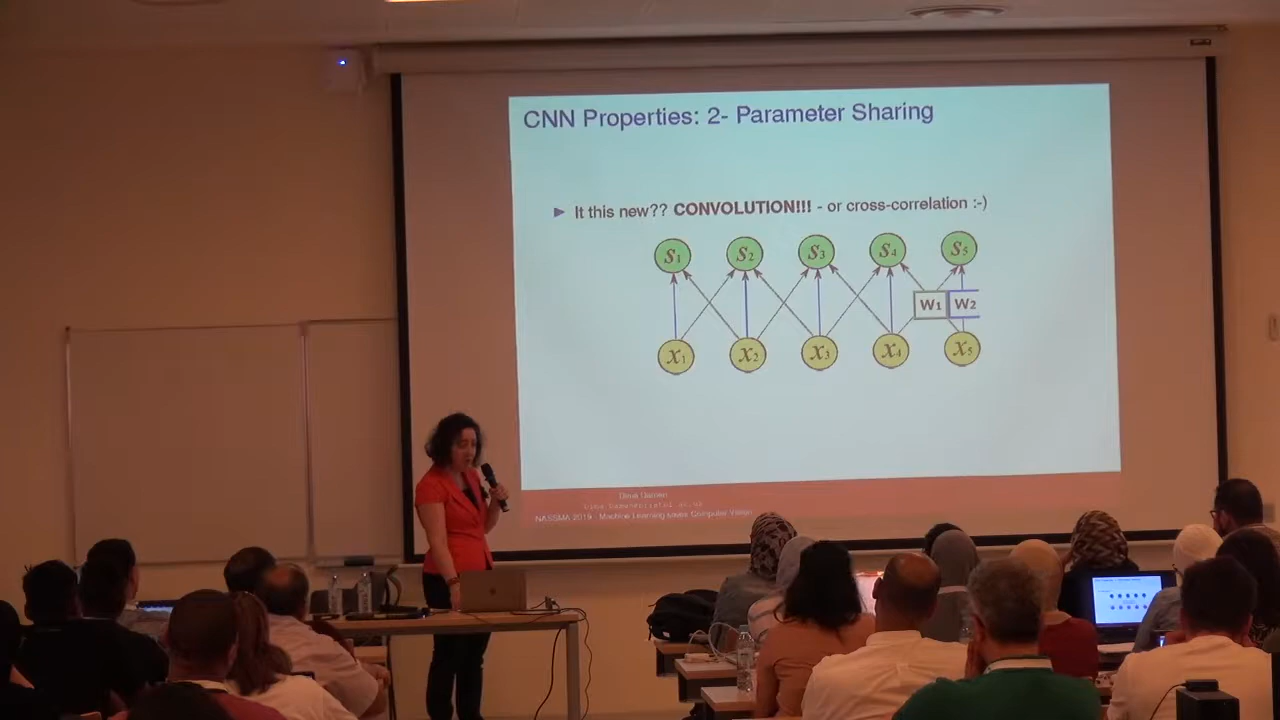 CNN Properties: 2- Parameter Sharing
► It this new?? CONVOLUTION!!! - or cross-correlation :-)
S1 S2 S3 S4 S5
W1 W2
X1 X2 X3 X4 X5
NASSMA 2019 - Machine Learning saves Computer Vision